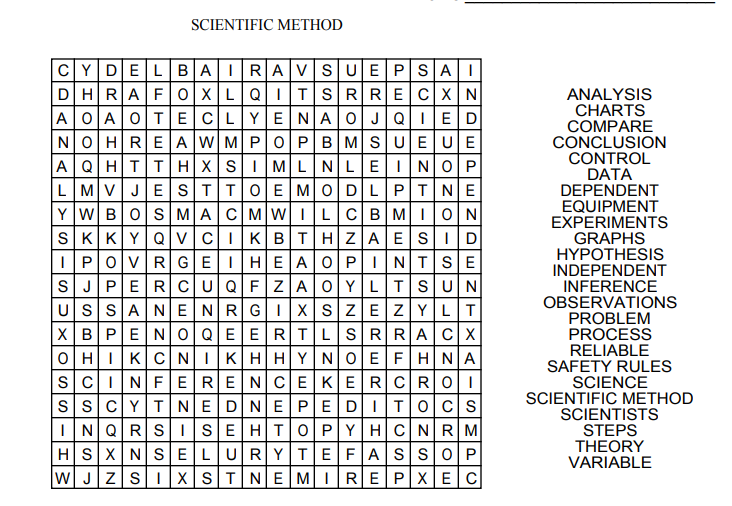 SCIENTIFIC METHOD
C Y D E L B A I R A V S U E P S A I
D H R A F O X L Q I T S R R E C X N
A O A O T E C L Y E N A O J Q I E D
N O H R E A W M P O P B M S U E U E
A Q H T T H X S I M L N L E I N O P
L M V J E S T T O E M O D L P T N E
Y W B O S M A C M W I L C B M I O N
S K K Y Q V C I K B T H Z A E S I D
I P O V R G E I H E A O P I N T S E
S J P E R C U Q F Z A O Y L T S U N
U S S A N E N R G I X S Z E Z Y L T
X B P E N O Q E E R T L S R R A C X
O H I K C N I K H H Y N O E F H N A
S C I N F E R E N C E K E R C R O I
S S C Y T N E D N E P E D I T O C S
I N Q R S I S E H T O P Y H C N R M
H S X N S E L U R Y T E F A S S O P
W J Z S I X S T N E M I R E P X E C
ANALYSIS
CHARTS
COMPARE
CONCLUSION
CONTROL
DATA
DEPENDENT
EQUIPMENT
EXPERIMENTS
GRAPHS
HYPOTHESIS
INDEPENDENT
INFERENCE
OBSERVATIONS
PROBLEM
PROCESS
RELIABLE
SAFETY RULES
SCIENCE
SCIENTIFIC METHOD
SCIENTISTS
STEPS
THEORY
VARIABLE